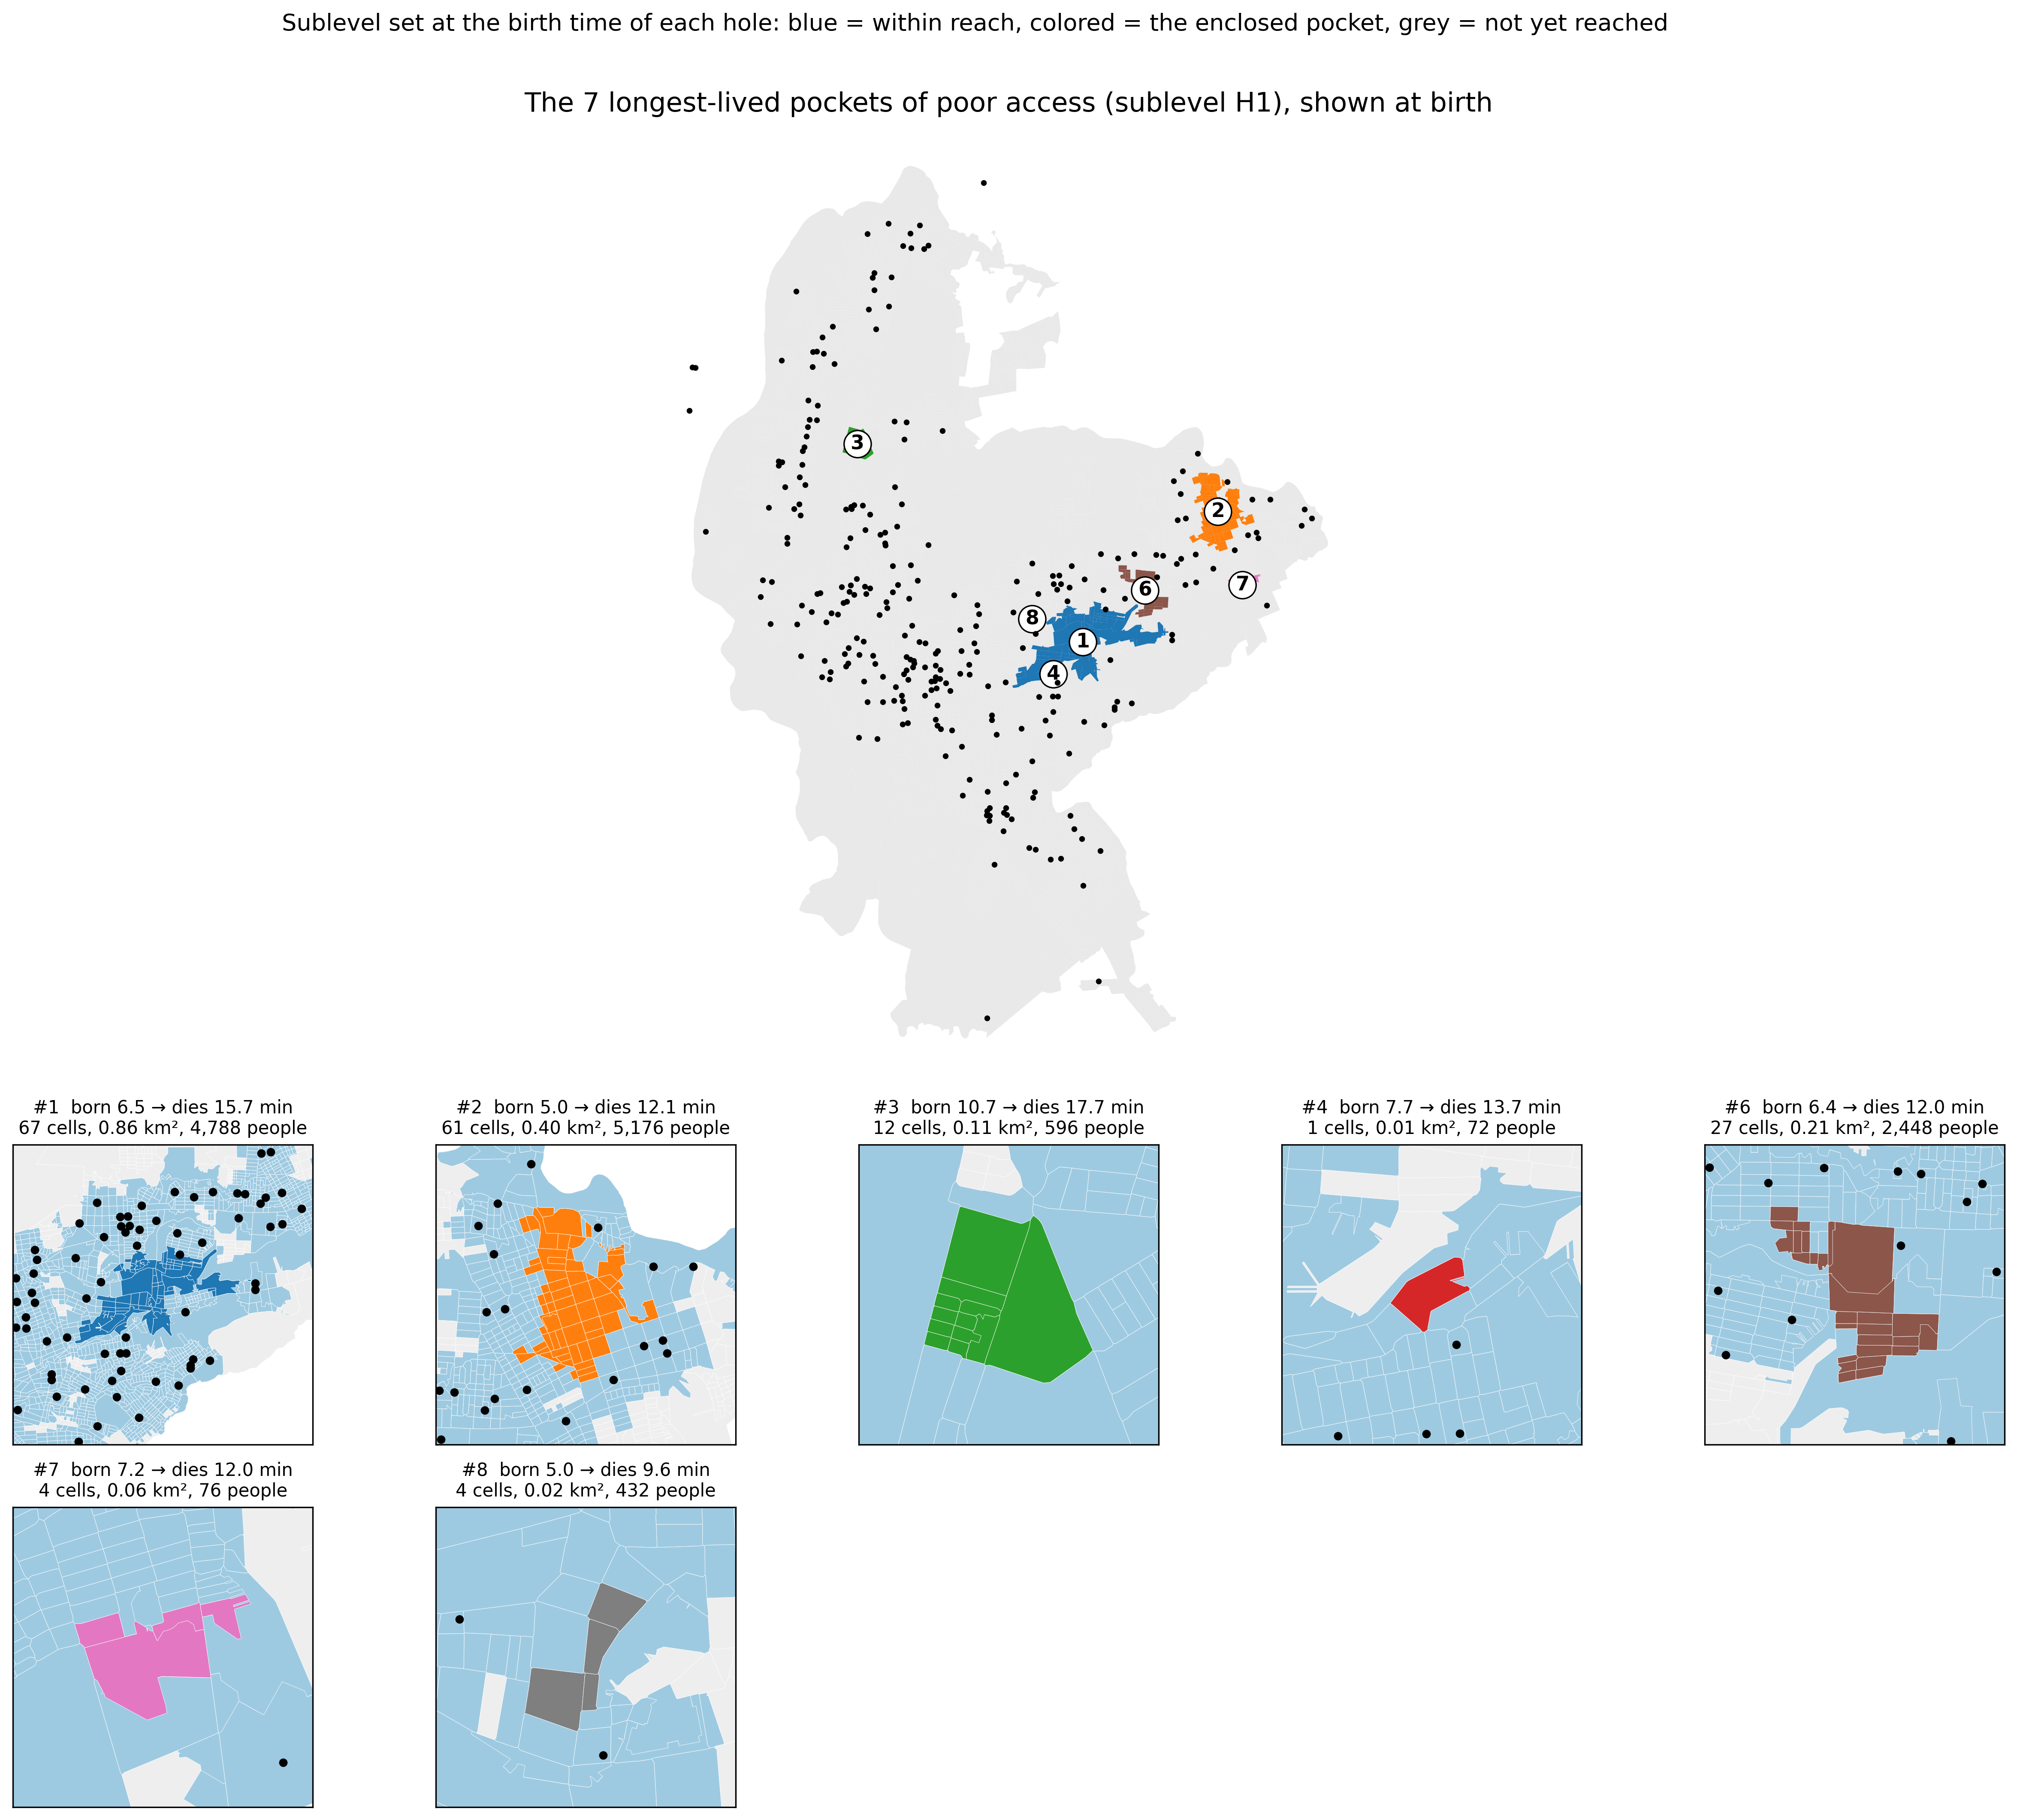 Sublevel set at the birth time of each hole: blue = within reach, colored = the enclosed pocket, grey = not yet reached
The 7 longest-lived pockets of poor access (sublevel H1), shown at birth
3
2
7
6
8
1
4
#1 born 6.5 → dies 15.7 min
67 cells, 0.86 km², 4,788 people
#2 born 5.0 → dies 12.1 min
61 cells, 0.40 km², 5,176 people
#3 born 10.7 → dies 17.7 min
12 cells, 0.11 km², 596 people
#4 born 7.7 → dies 13.7 min
1 cells, 0.01 km², 72 people
#6 born 6.4 → dies 12.0 min
27 cells, 0.21 km², 2,448 people
#7 born 7.2 → dies 12.0 min
4 cells, 0.06 km², 76 people
#8 born 5.0 → dies 9.6 min
4 cells, 0.02 km², 432 people